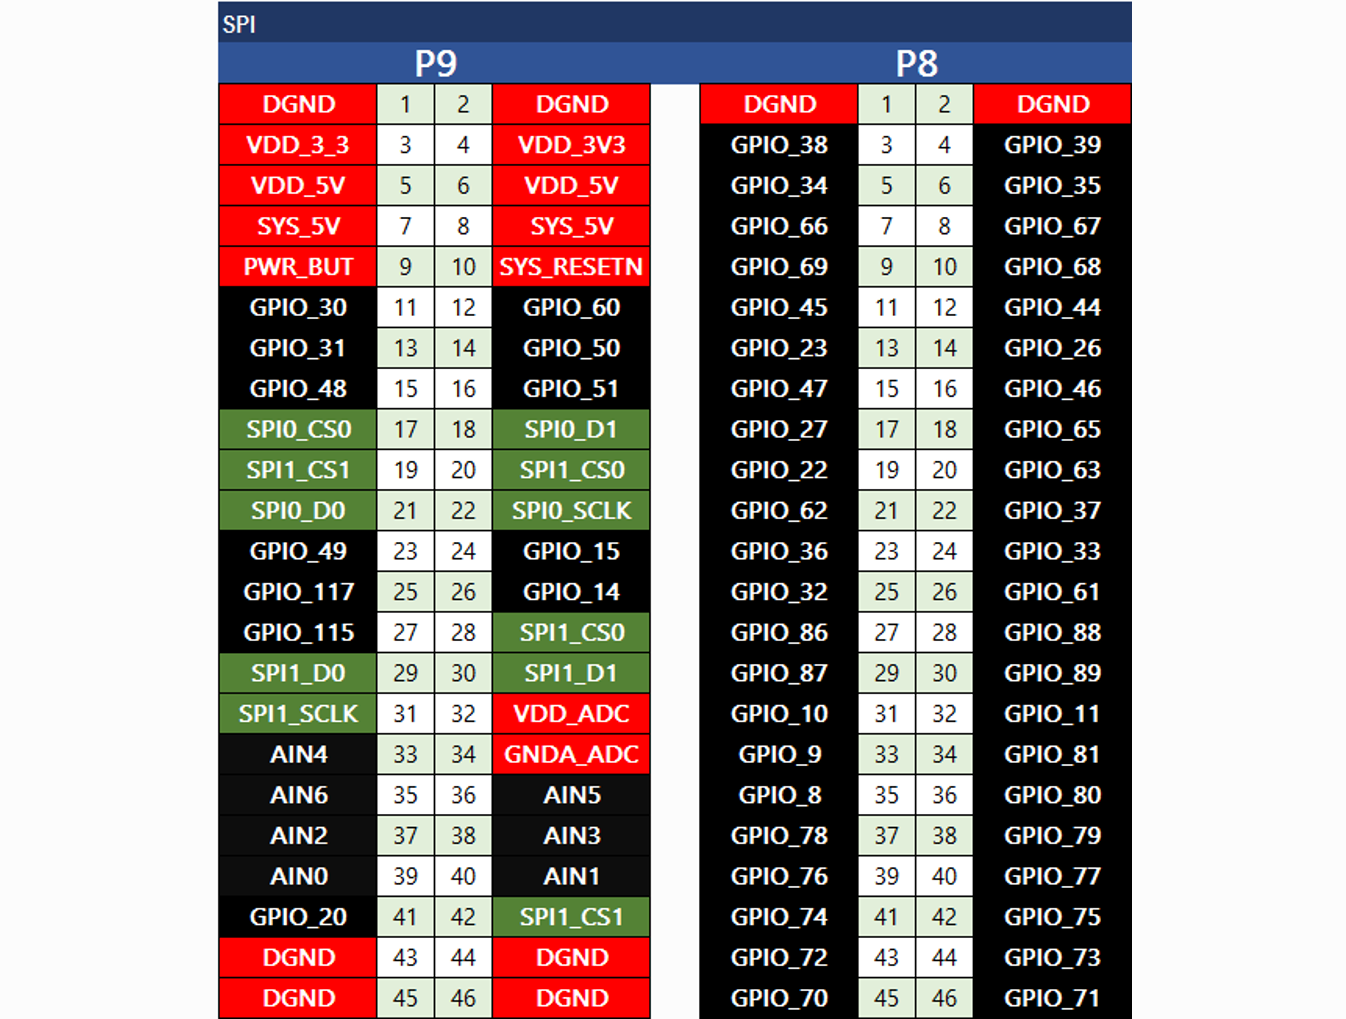 SPI
P9 P8
DGND 1 2 DGND DGND 1 2 DGND
VDD_3_3 3 4 VDD_3V3 GPIO_38 3 4 GPIO_39
VDD_5V 5 6 VDD_5V GPIO_34 5 6 GPIO_35
SYS_5V 7 8 SYS_5V GPIO_66 7 8 GPIO_67
PWR_BUT 9 10 SYS_RESETN GPIO_69 9 10 GPIO_68
GPIO_30 11 12 GPIO_60 GPIO_45 11 12 GPIO_44
GPIO_31 13 14 GPIO_50 GPIO_23 13 14 GPIO_26
GPIO_48 15 16 GPIO_51 GPIO_47 15 16 GPIO_46
SPI0_CS0 17 18 SPI0_D1 GPIO_27 17 18 GPIO_65
SPI1_CS1 19 20 SPI1_CS0 GPIO_22 19 20 GPIO_63
SPI0_D0 21 22 SPI0_SCLK GPIO_62 21 22 GPIO_37
GPIO_49 23 24 GPIO_15 GPIO_36 23 24 GPIO_33
GPIO_117 25 26 GPIO_14 GPIO_32 25 26 GPIO_61
GPIO_115 27 28 SPI1_CS0 GPIO_86 27 28 GPIO_88
SPI1_D0 29 30 SPI1_D1 GPIO_87 29 30 GPIO_89
SPI1_SCLK 31 32 VDD_ADC GPIO_10 31 32 GPIO_11
AIN4 33 34 GNDA_ADC GPIO_9 33 34 GPIO_81
AIN6 35 36 AIN5 GPIO_8 35 36 GPIO_80
AIN2 37 38 AIN3 GPIO_78 37 38 GPIO_79
AIN0 39 40 AIN1 GPIO_76 39 40 GPIO_77
GPIO_20 41 42 SPI1_CS1 GPIO_74 41 42 GPIO_75
DGND 43 44 DGND GPIO_72 43 44 GPIO_73
DGND 45 46 DGND GPIO_70 45 46 GPIO_71